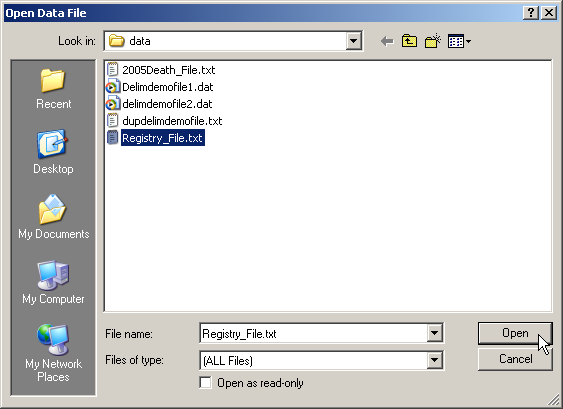 Open Data File
Look in: data
2005Death_File.txt
Delimdemofile1.dat
delimdemofile2.dat
dupdelimdemofile.txt
Registry_File.txt
Recent
Desktop
My Documents
My Computer
My Network
Places
File name: Registry_File.txt Open
Files of type: (ALL Files) Cancel
Open as read-only